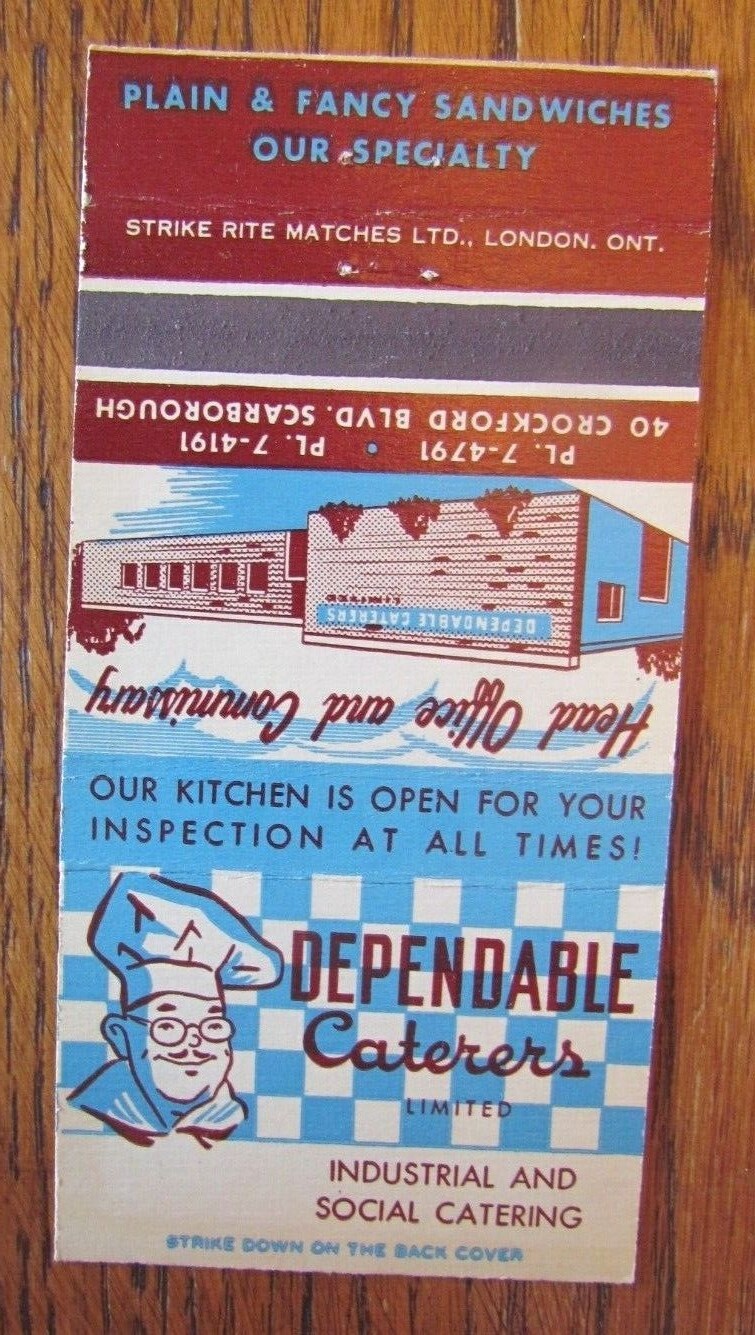 PLAIN & FANCY SANDWICHES
OUR SPECIALTY
STRIKE RITE MATCHES LTD., LONDON. ONT.
40 CROCKFORD BLVD. SCARBOROUGH
PL. 7-4791 • PL. 7-4191
DEPENDABLE CATERERS
LIMITED
Head Office and Commissary
OUR KITCHEN IS OPEN FOR YOUR
INSPECTION AT ALL TIMES!
DEPENDABLE
Caterers
LIMITED
INDUSTRIAL AND
SOCIAL CATERING
STRIKE DOWN ON THE BACK COVER